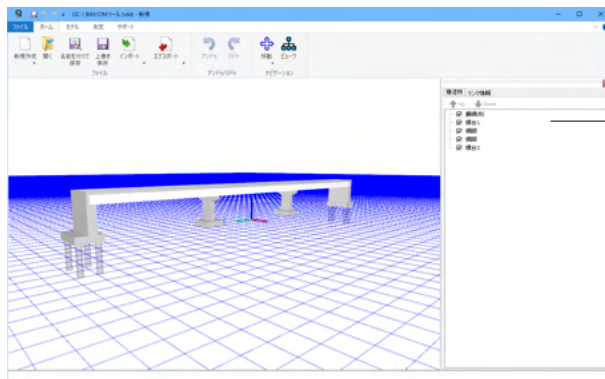 UC-1 BIM/CIMツール (x64) - 新規
ファイル ホーム モデル 表示 サポート
新規作成 開く 名前を付けて保存 上書き保存 インポート エクスポート アンドゥ リドゥ 移動 ビューワ
ファイル アンドゥ/リドゥ ナビゲーション
構造物 リンク情報
Up Down
橋台1
橋脚
橋脚
橋台2